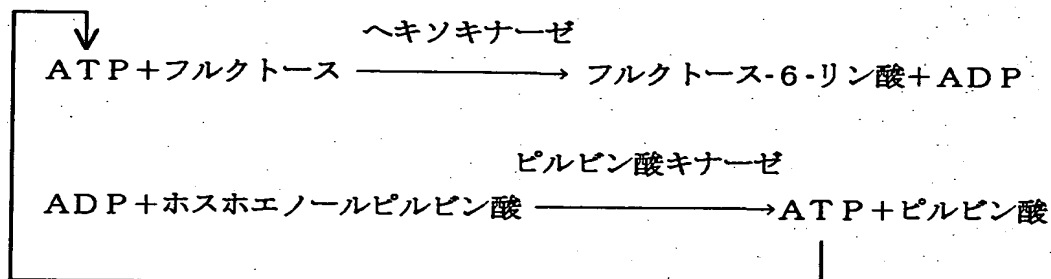 ヘキソキナーゼ
ATP+フルクトース ⟶ フルクトース-6-リン酸+ADP
ピルビン酸キナーゼ
ADP+ホスホエノールピルビン酸 ⟶ ATP+ピルビン酸